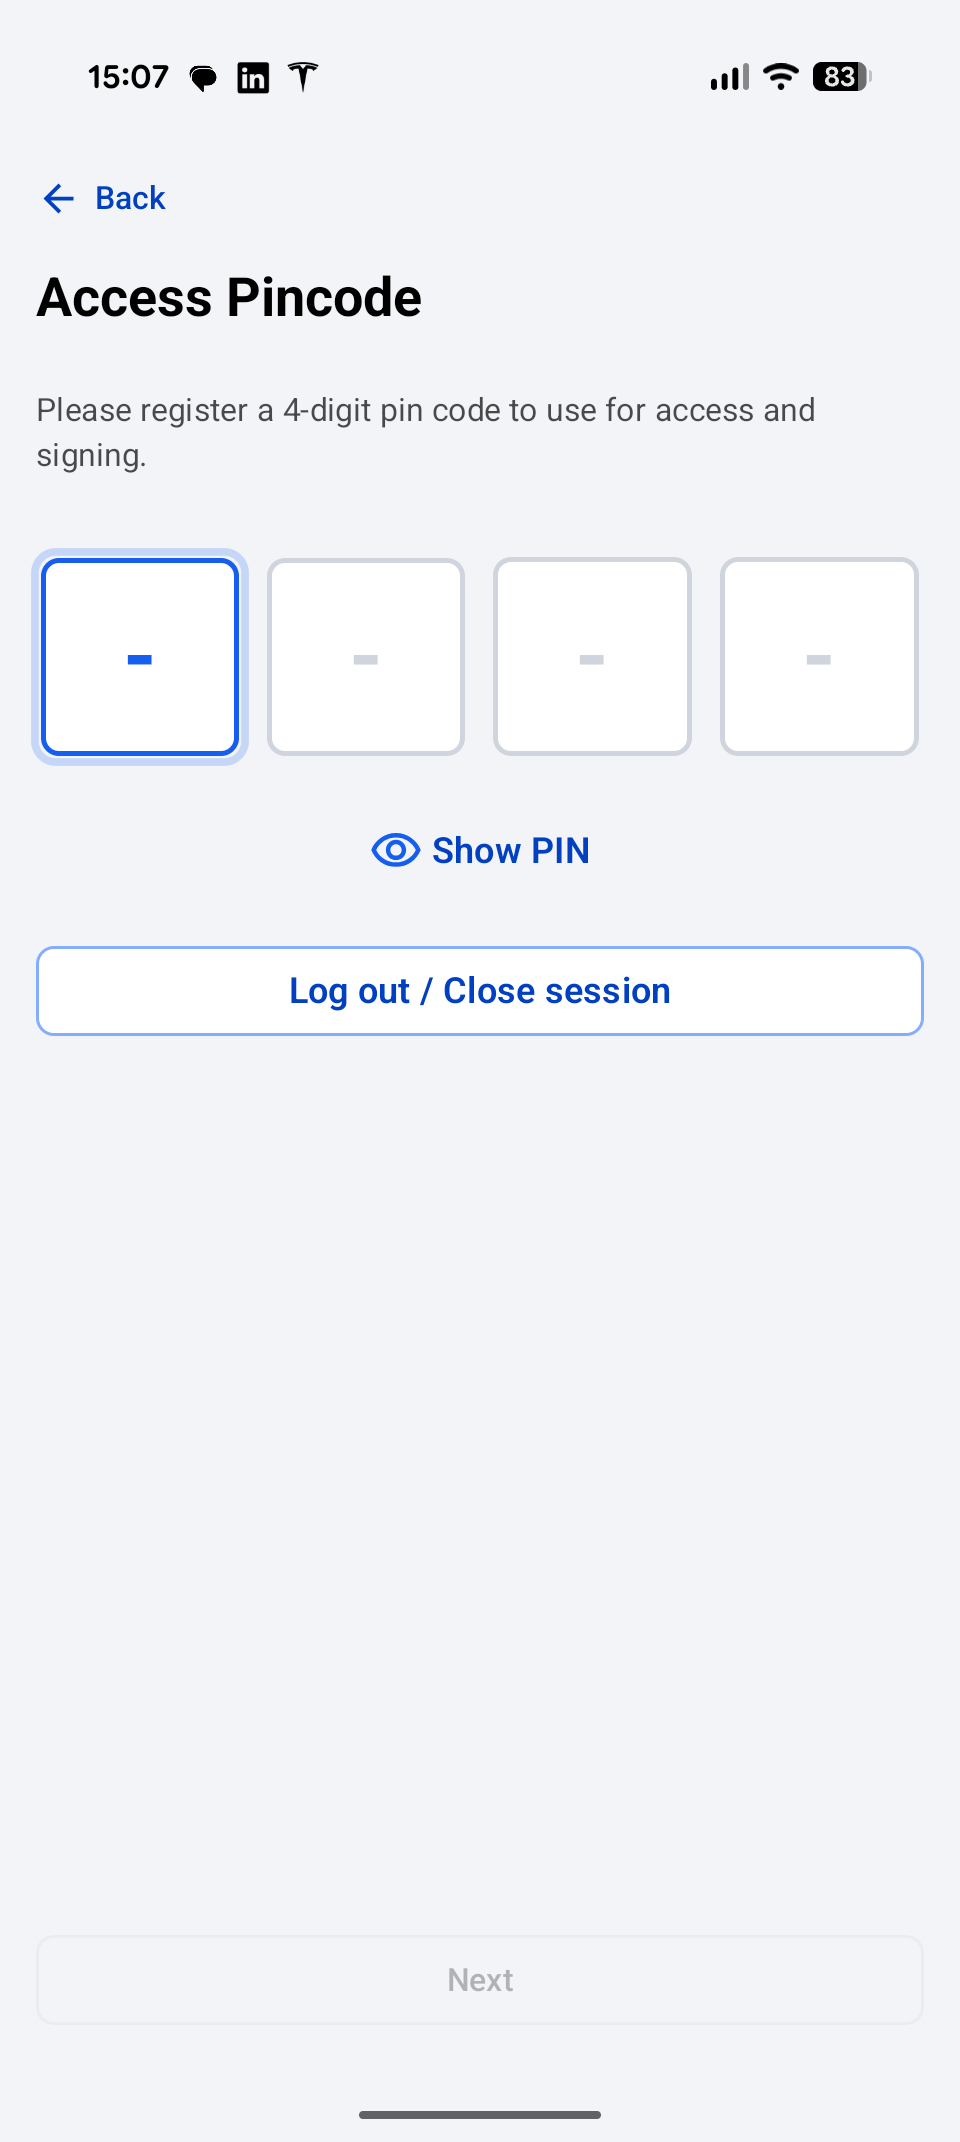 15:07
83
Back
Access Pincode
Please register a 4-digit pin code to use for access and
signing.
-
-
-
-
Show PIN
Log out / Close session
Next